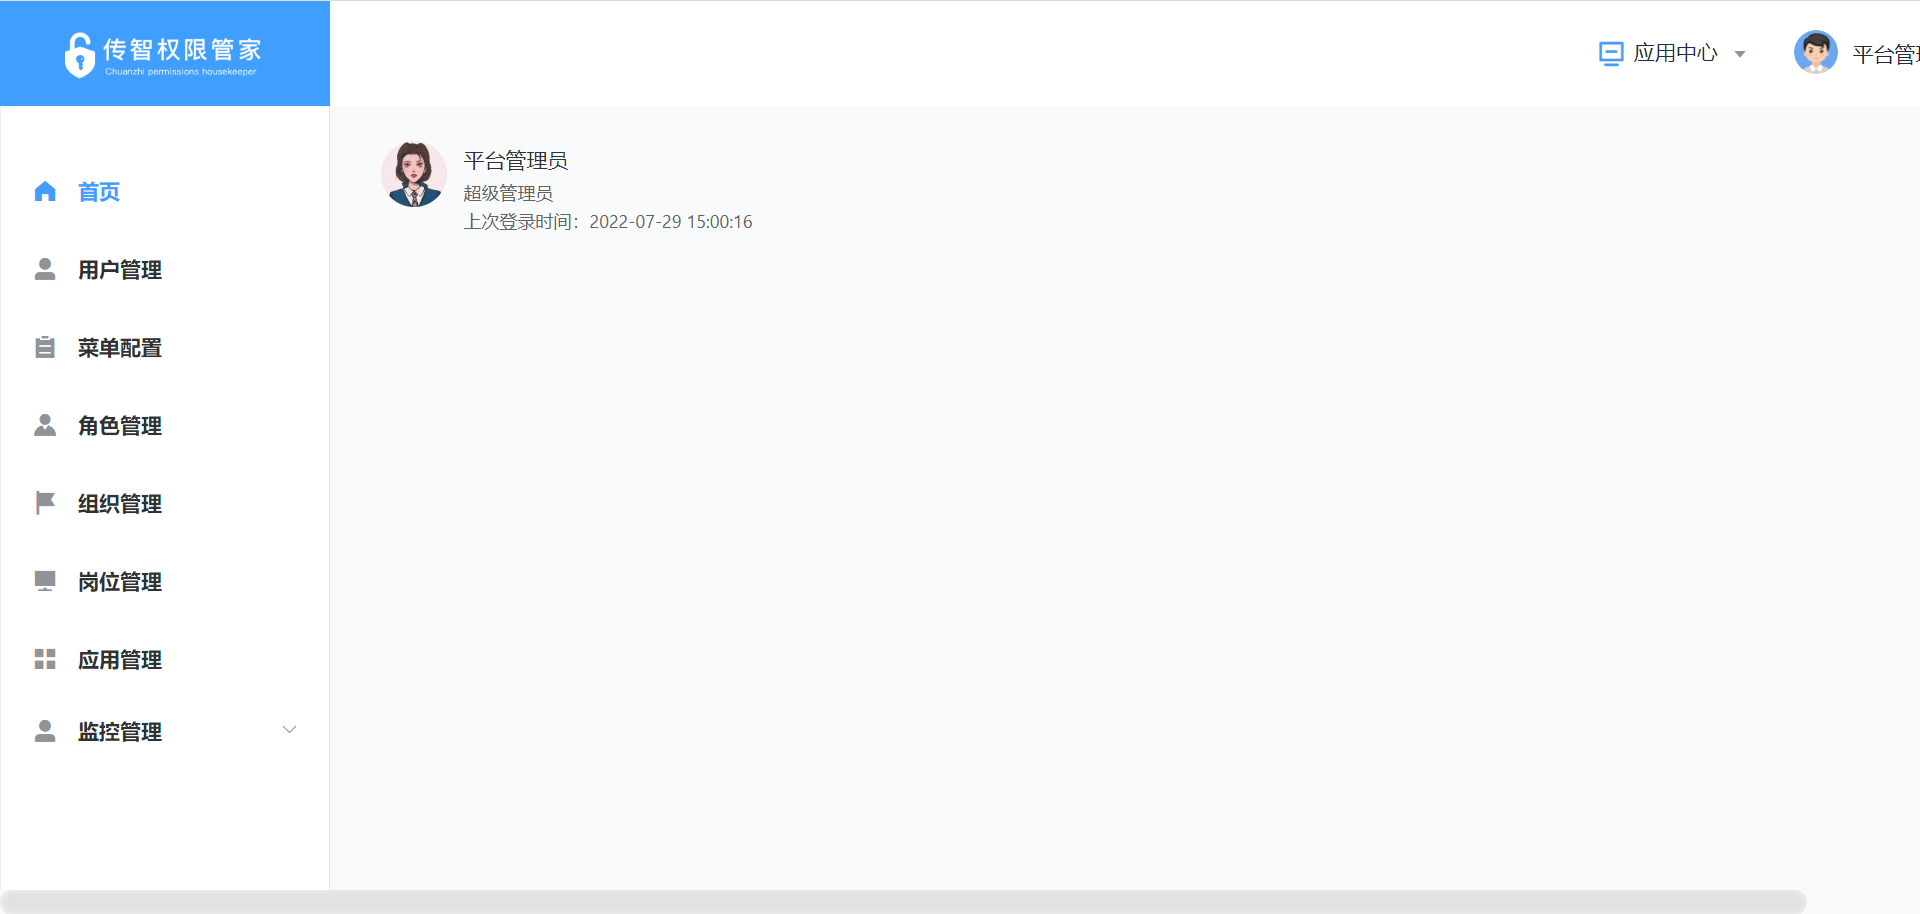 传智权限管家
Chuanzhi permissions housekeeper
应用中心
平台管
平台管理员
超级管理员
上次登录时间：2022-07-29 15:00:16
首页
用户管理
菜单配置
角色管理
组织管理
岗位管理
应用管理
监控管理